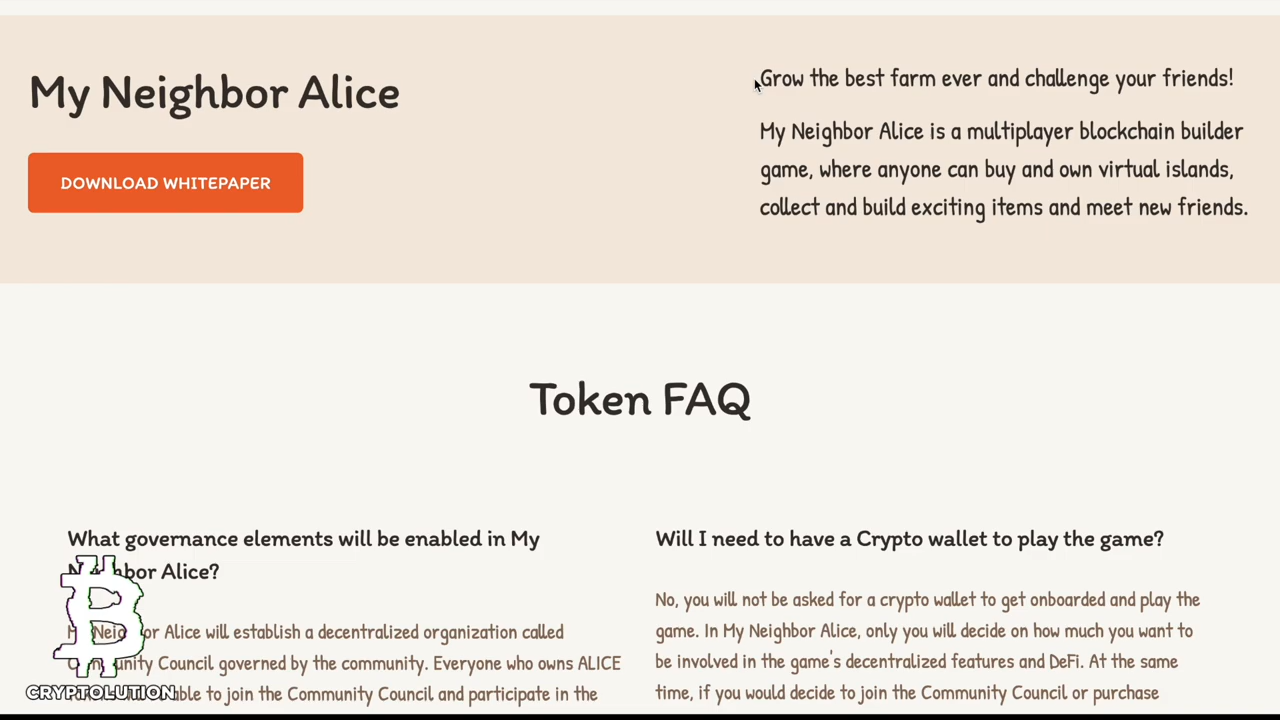 My Neighbor Alice
DOWNLOAD WHITEPAPER
Grow the best farm ever and challenge your friends!
My Neighbor Alice is a multiplayer blockchain builder
game, where anyone can buy and own virtual islands,
collect and build exciting items and meet new friends.
Token FAQ
What governance elements will be enabled in My
Neighbor Alice?
My Neighbor Alice will establish a decentralized organization called
Community Council governed by the community. Everyone who owns ALICE
able to join the Community Council and participate in the
Will I need to have a Crypto wallet to play the game?
No, you will not be asked for a crypto wallet to get onboarded and play the
game. In My Neighbor Alice, only you will decide on how much you want to
be involved in the game's decentralized features and DeFi. At the same
time, if you would decide to join the Community Council or purchase
CRYPTOLUTION